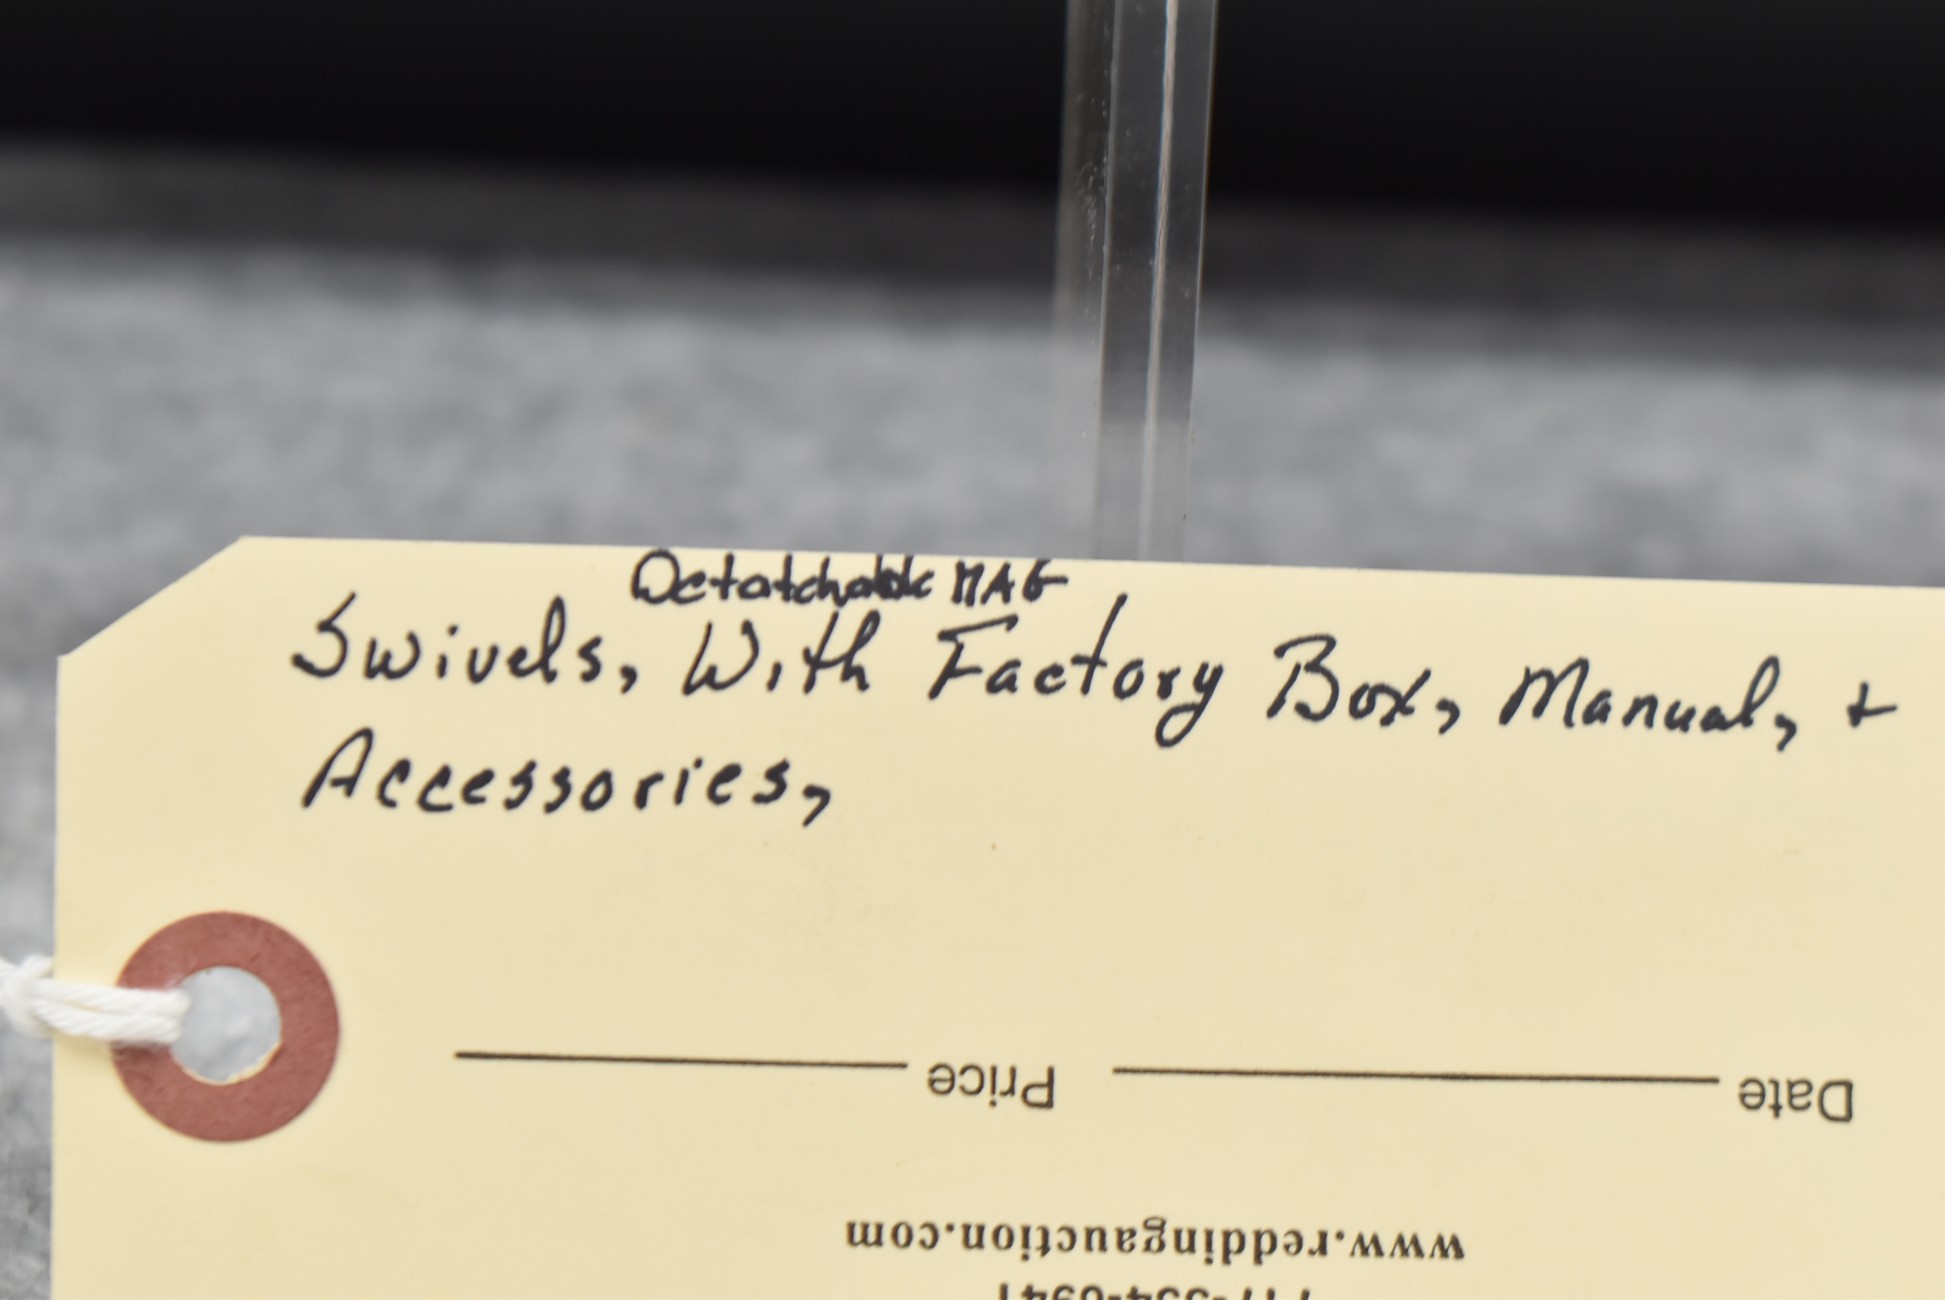 Detatchable MAG
Swivels, With Factory Box, Manual, +
Accessories,
Price
Date
www.reddingauction.com